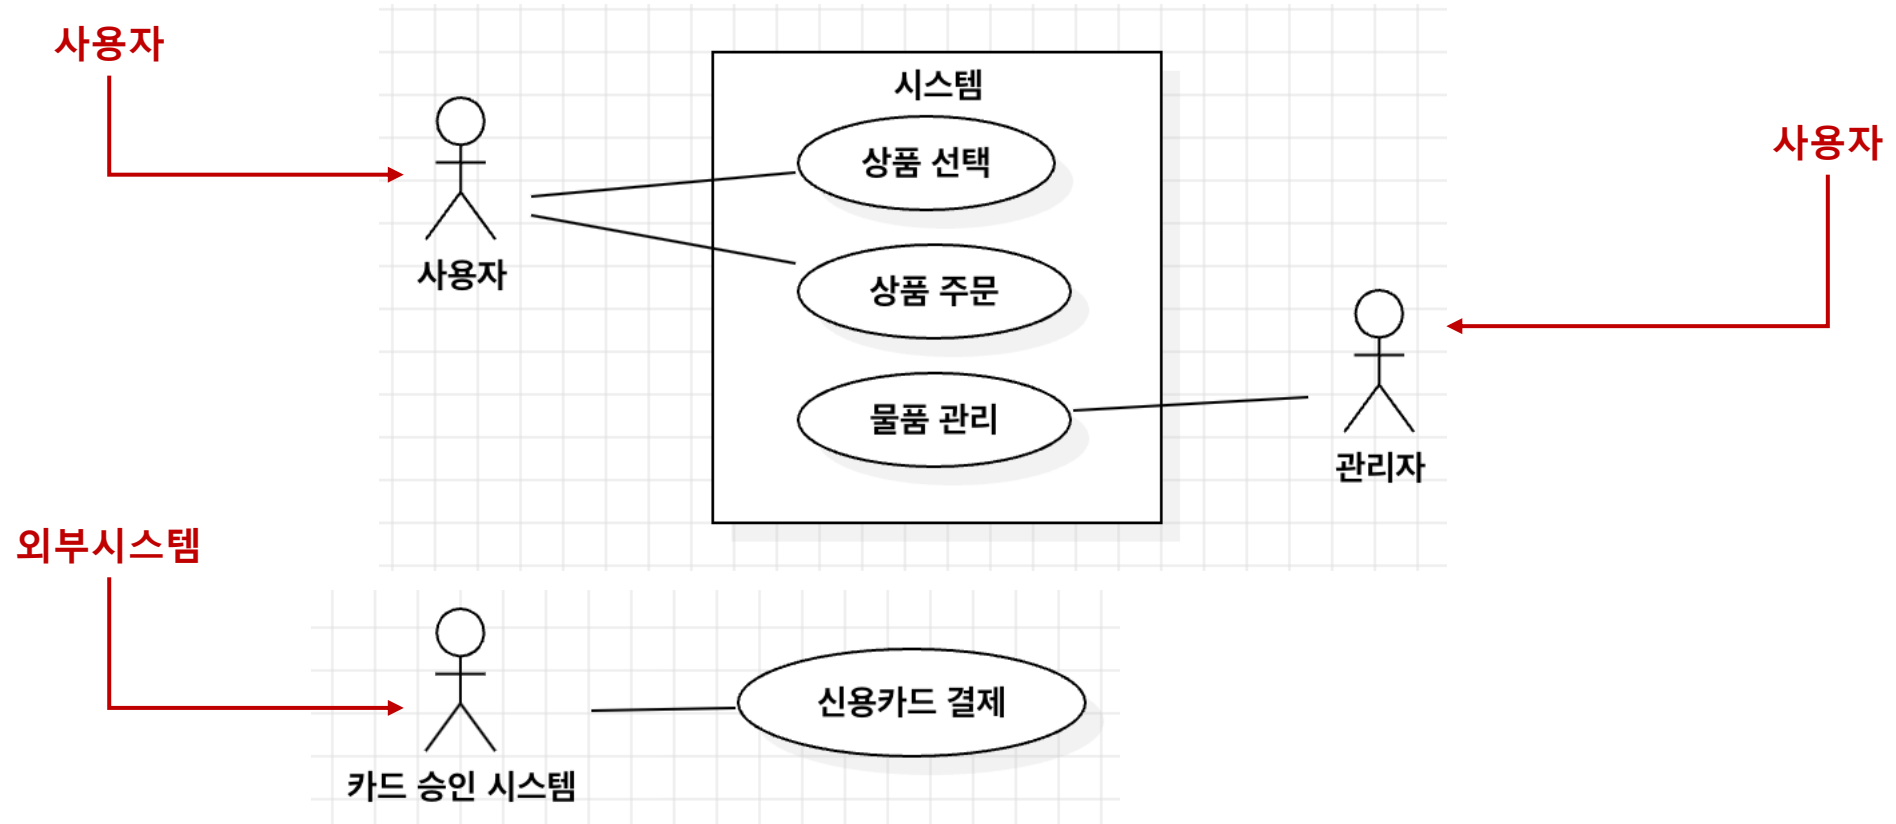 사용자
시스템
상품 선택
사용자
사용자
상품 주문
물품 관리
관리자
외부시스템
신용카드 결제
카드 승인 시스템